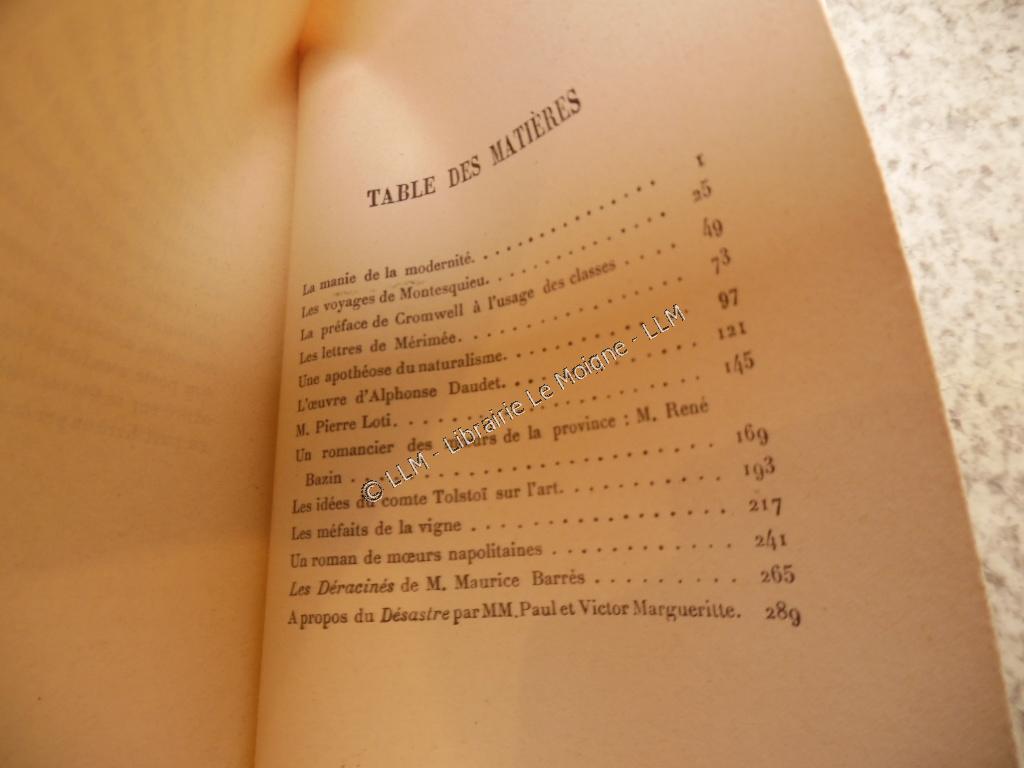 TABLE DES MATIÈRES
La manie de la modernité. . . . . . . . . . . . . . 1
Les voyages de Montesquieu. . . . . . . . . . . . . 25
La préface de Cromwell à l'usage des classes . . . . 49
Les lettres de Mérimée. . . . . . . . . . . . . . . 73
Une apothéose du naturalisme. . . . . . . . . . . . 97
L'œuvre d'Alphonse Daudet. . . . . . . . . . . . . 121
M. Pierre Loti. . . . . . . . . . . . . . . . . . . 145
Un romancier des mœurs de la province : M. René
Bazin . . . . . . . . . . . . . . . . . . . . . . . 169
Les idées du comte Tolstoï sur l'art. . . . . . . . . 193
Les méfaits de la vigne . . . . . . . . . . . . . . 217
Un roman de mœurs napolitaines . . . . . . . . . . . 241
Les Déracinés de M. Maurice Barrès . . . . . . . . . 265
A propos du Désastre par MM. Paul et Victor Margueritte. 289
© LLM - Librairie Le Moigne - LLM